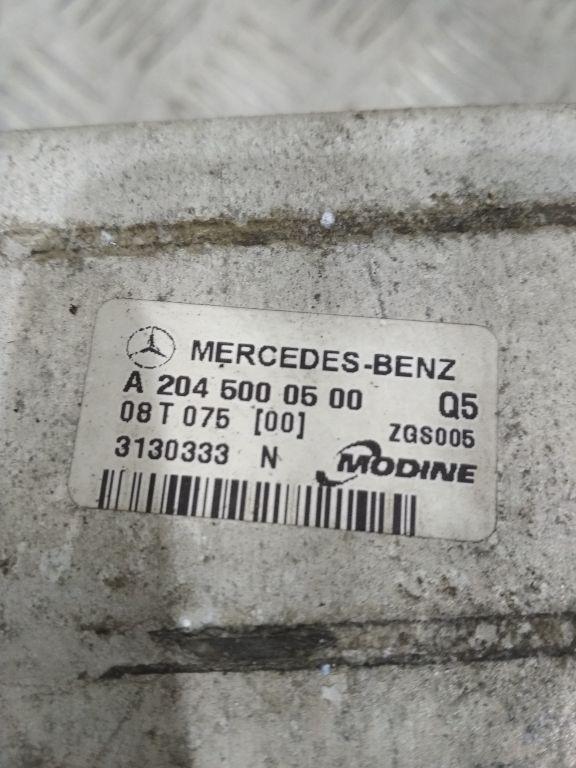 MERCEDES-BENZ
A 204 500 05 00 Q5
08 T 075 [00] ZGS005
3130333 N MODINE